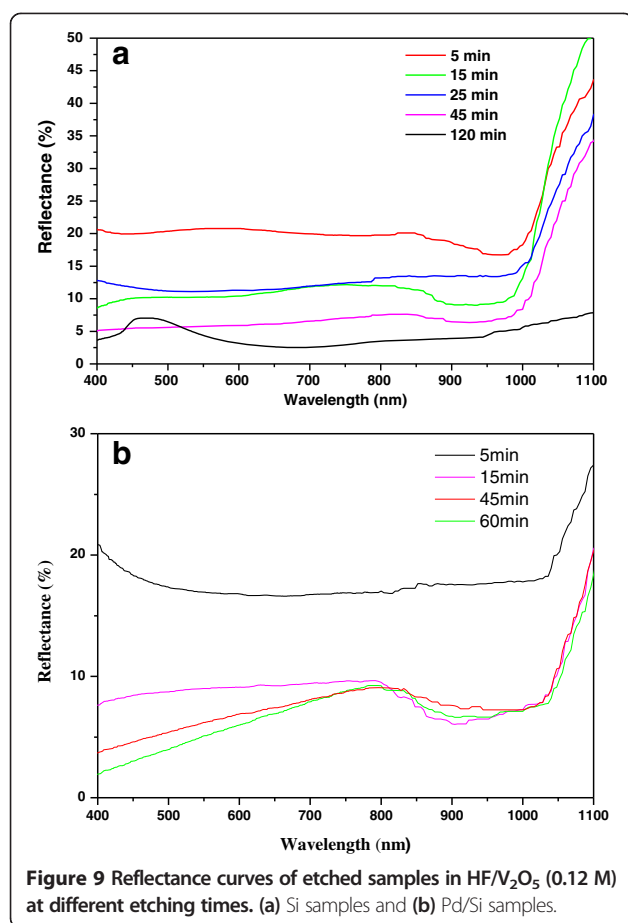 a
50
45
40
35
30
25
20
15
10
5
0
Reflectance (%)
5 min
15 min
25 min
45 min
120 min
400 500 600 700 800 900 1000 1100
Wavelength (nm)
b
30
20
10
0
Reflectance (%)
5min
15min
45min
60min
400 500 600 700 800 900 1000 1100
Wavelength (nm)
Figure 9 Reflectance curves of etched samples in HF/V₂O₅ (0.12 M)
at different etching times. (a) Si samples and (b) Pd/Si samples.